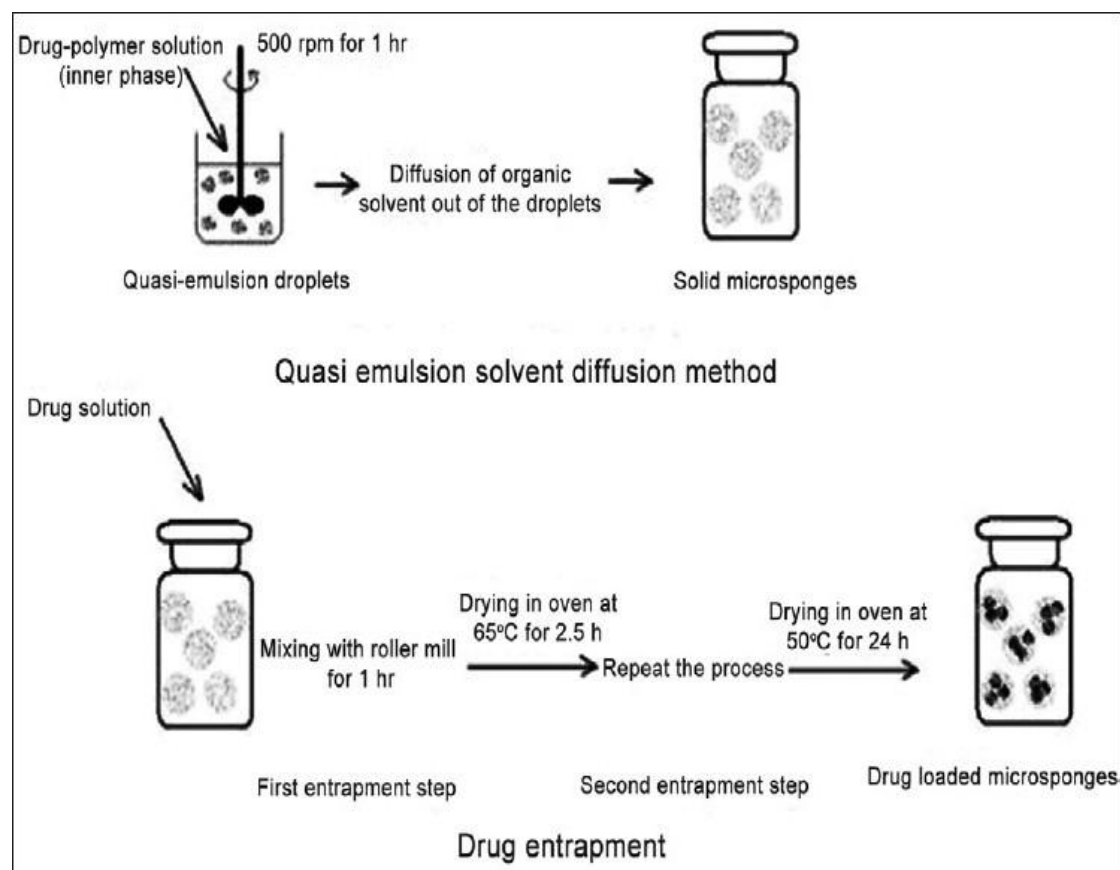 Drug-polymer solution
(inner phase)
500 rpm for 1 hr
Diffusion of organic
solvent out of the droplets
Quasi-emulsion droplets
Solid microsponges
Quasi emulsion solvent diffusion method
Drug solution
Mixing with roller mill
for 1 hr
Drying in oven at
65°C for 2.5 h
Repeat the process
Drying in oven at
50°C for 24 h
First entrapment step
Second entrapment step
Drug loaded microsponges
Drug entrapment